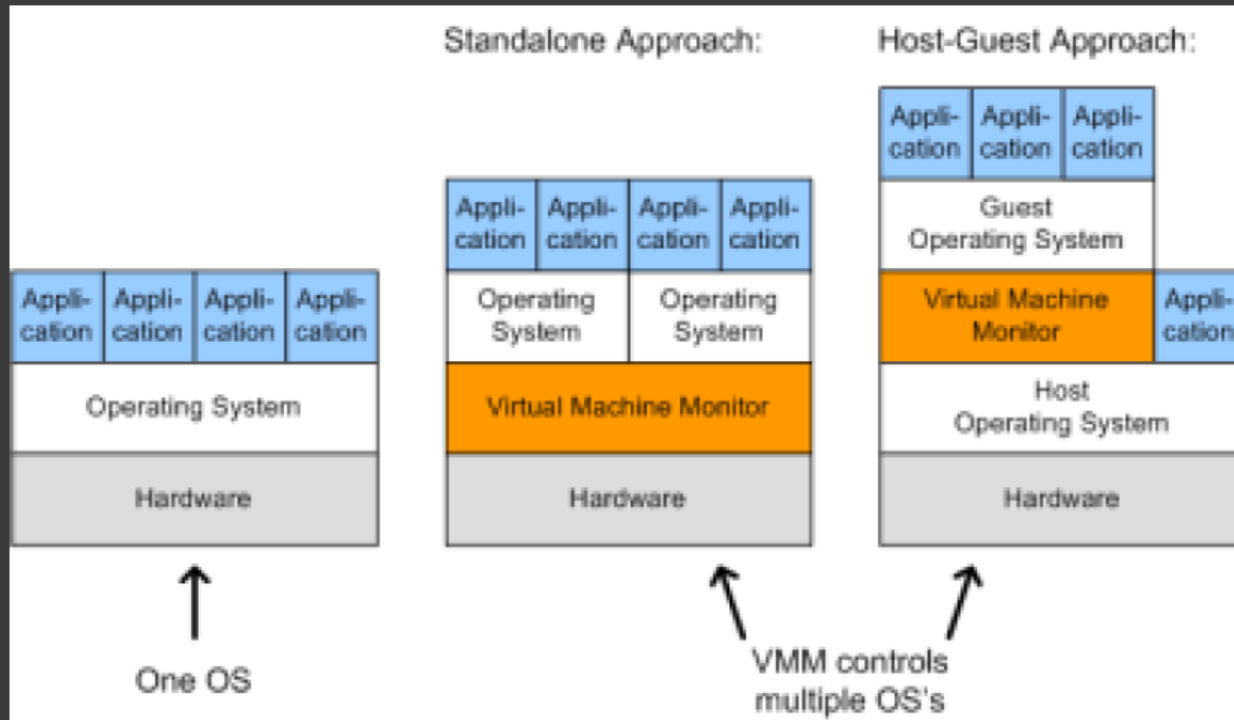 Standalone Approach:
Host-Guest Approach:
Appli-
cation
Appli-
cation
Appli-
cation
Appli-
cation
Operating System
Hardware
One OS
Appli-
cation
Appli-
cation
Appli-
cation
Appli-
cation
Operating
System
Operating
System
Virtual Machine Monitor
Hardware
Appli-
cation
Appli-
cation
Appli-
cation
Guest
Operating System
Virtual Machine
Monitor
Appli-
cation
Host
Operating System
Hardware
VMM controls
multiple OS's